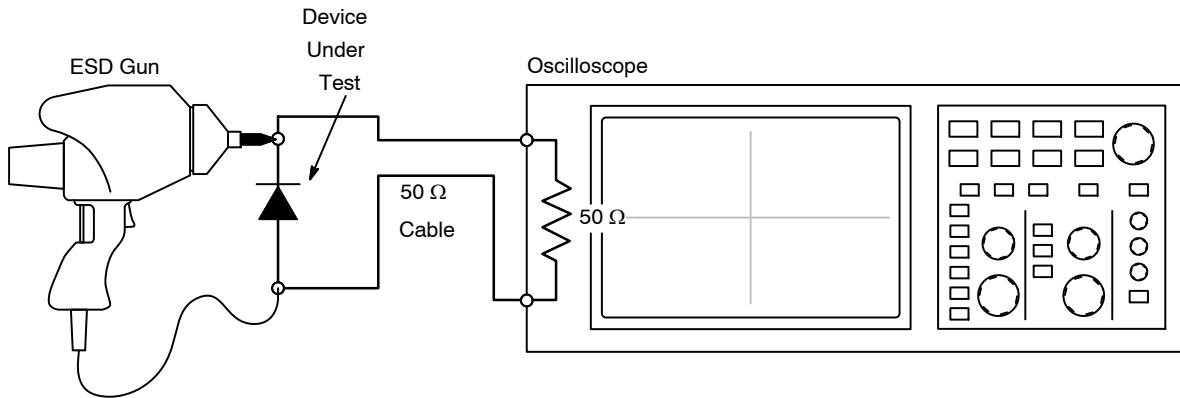 Device
Under
Test
ESD Gun
Oscilloscope
50 Ω
Cable
50 Ω